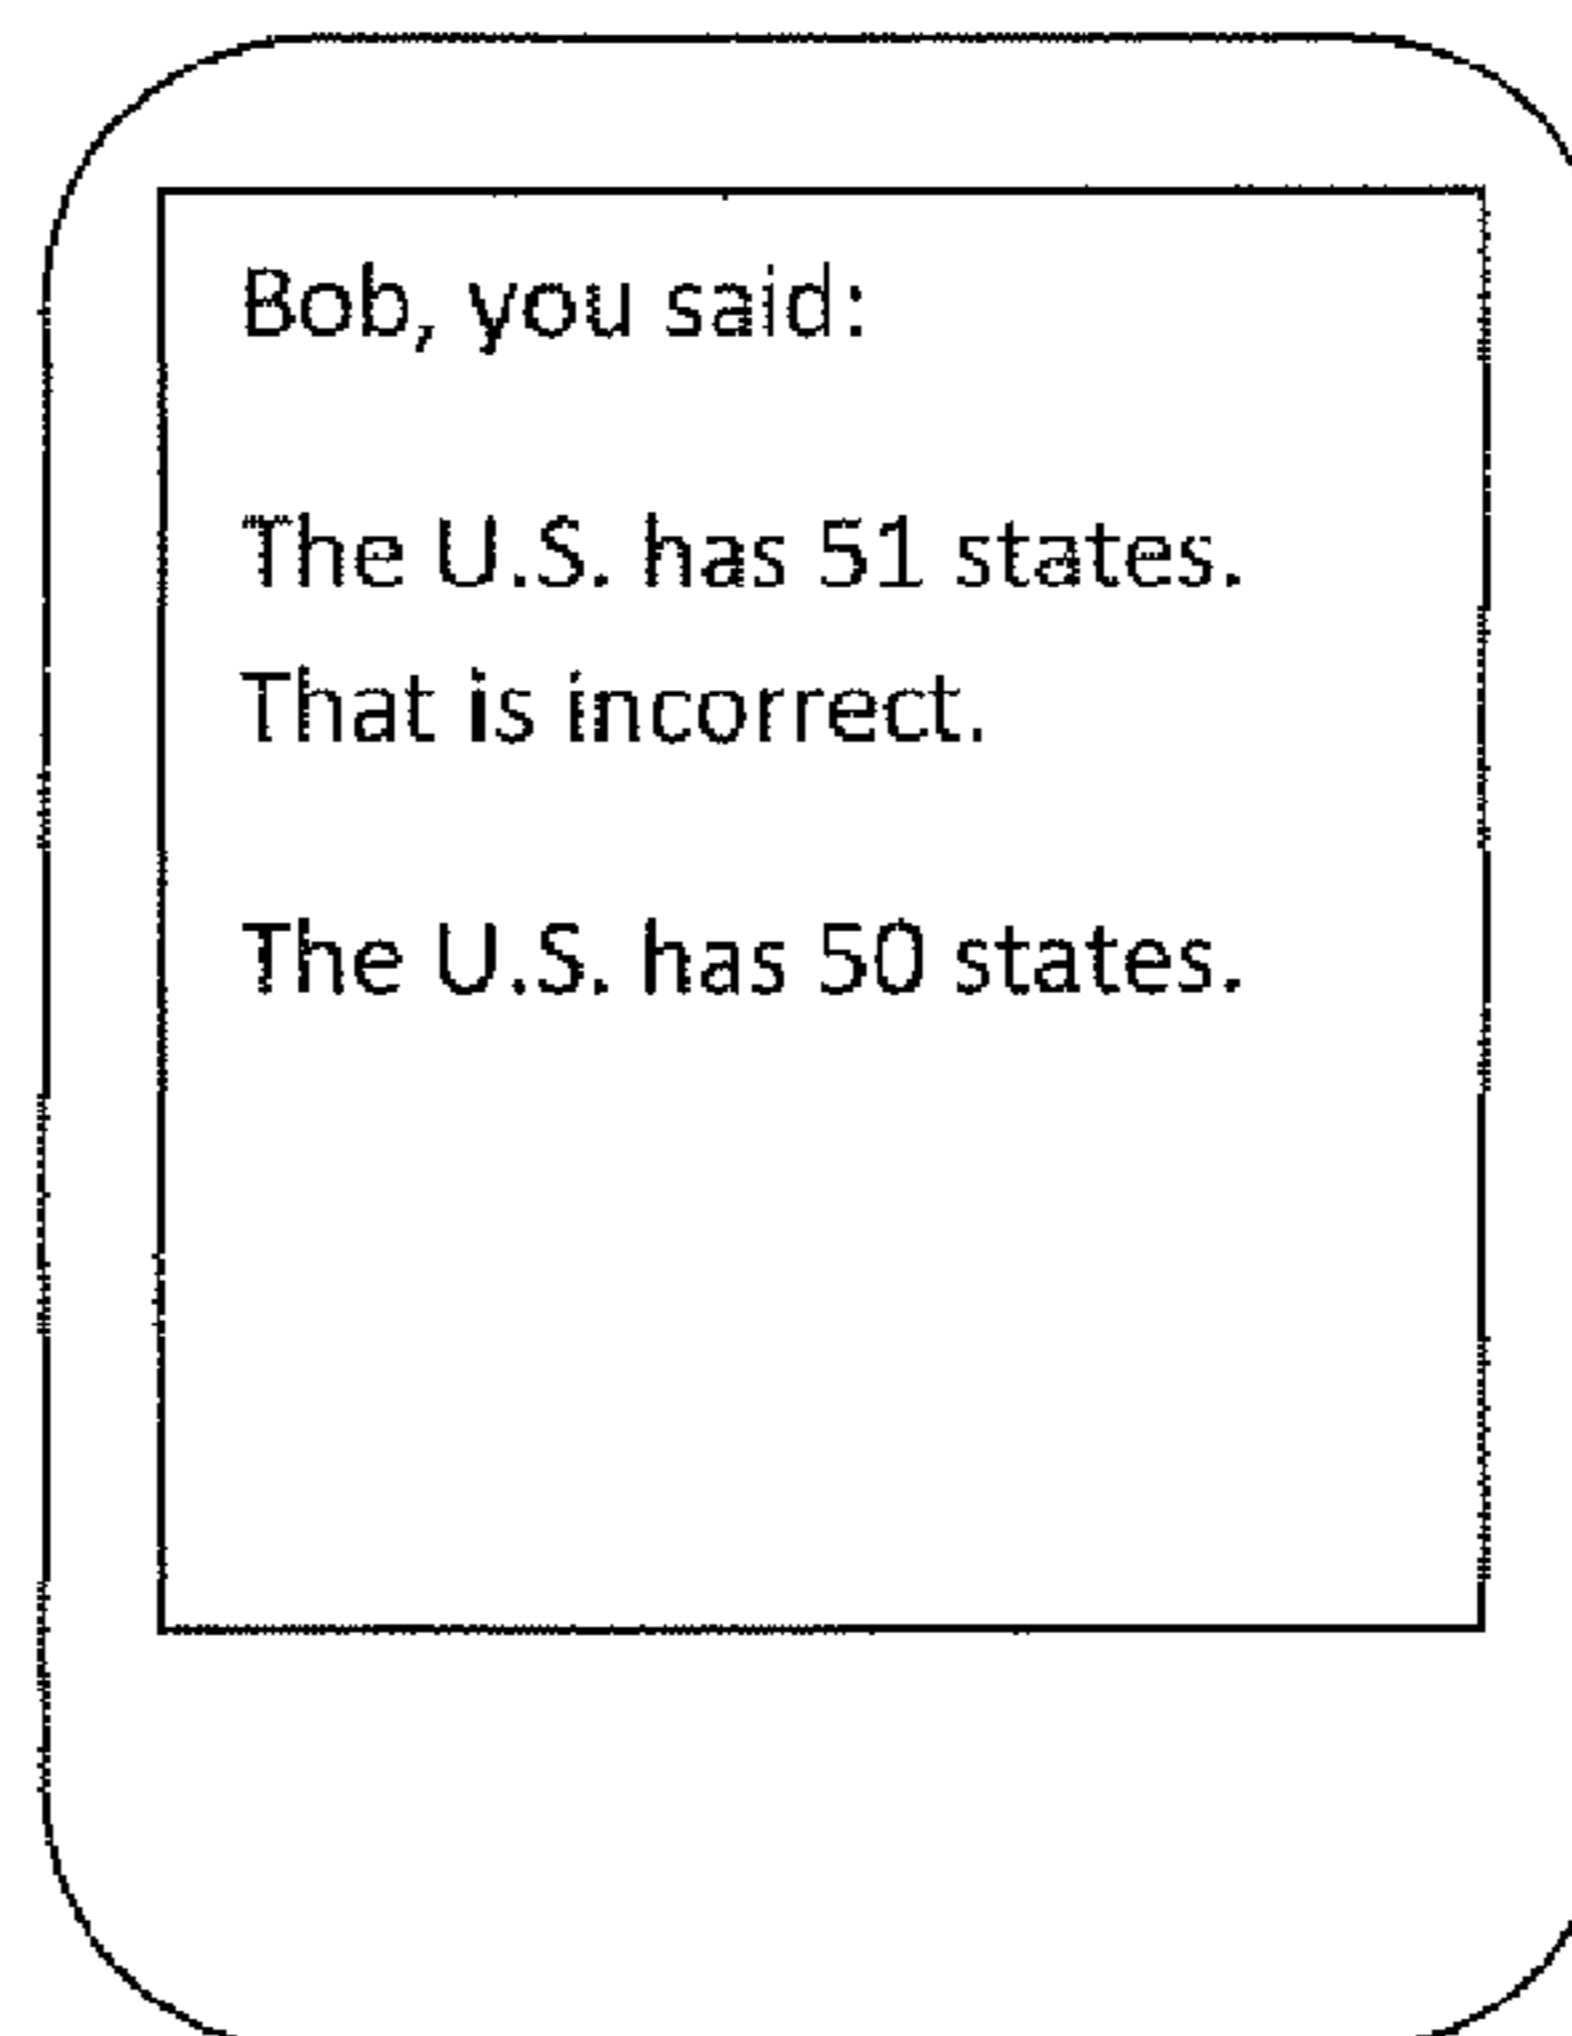 Bob, you said:
The U.S. has 51 states.
That is incorrect.
The U.S. has 50 states.